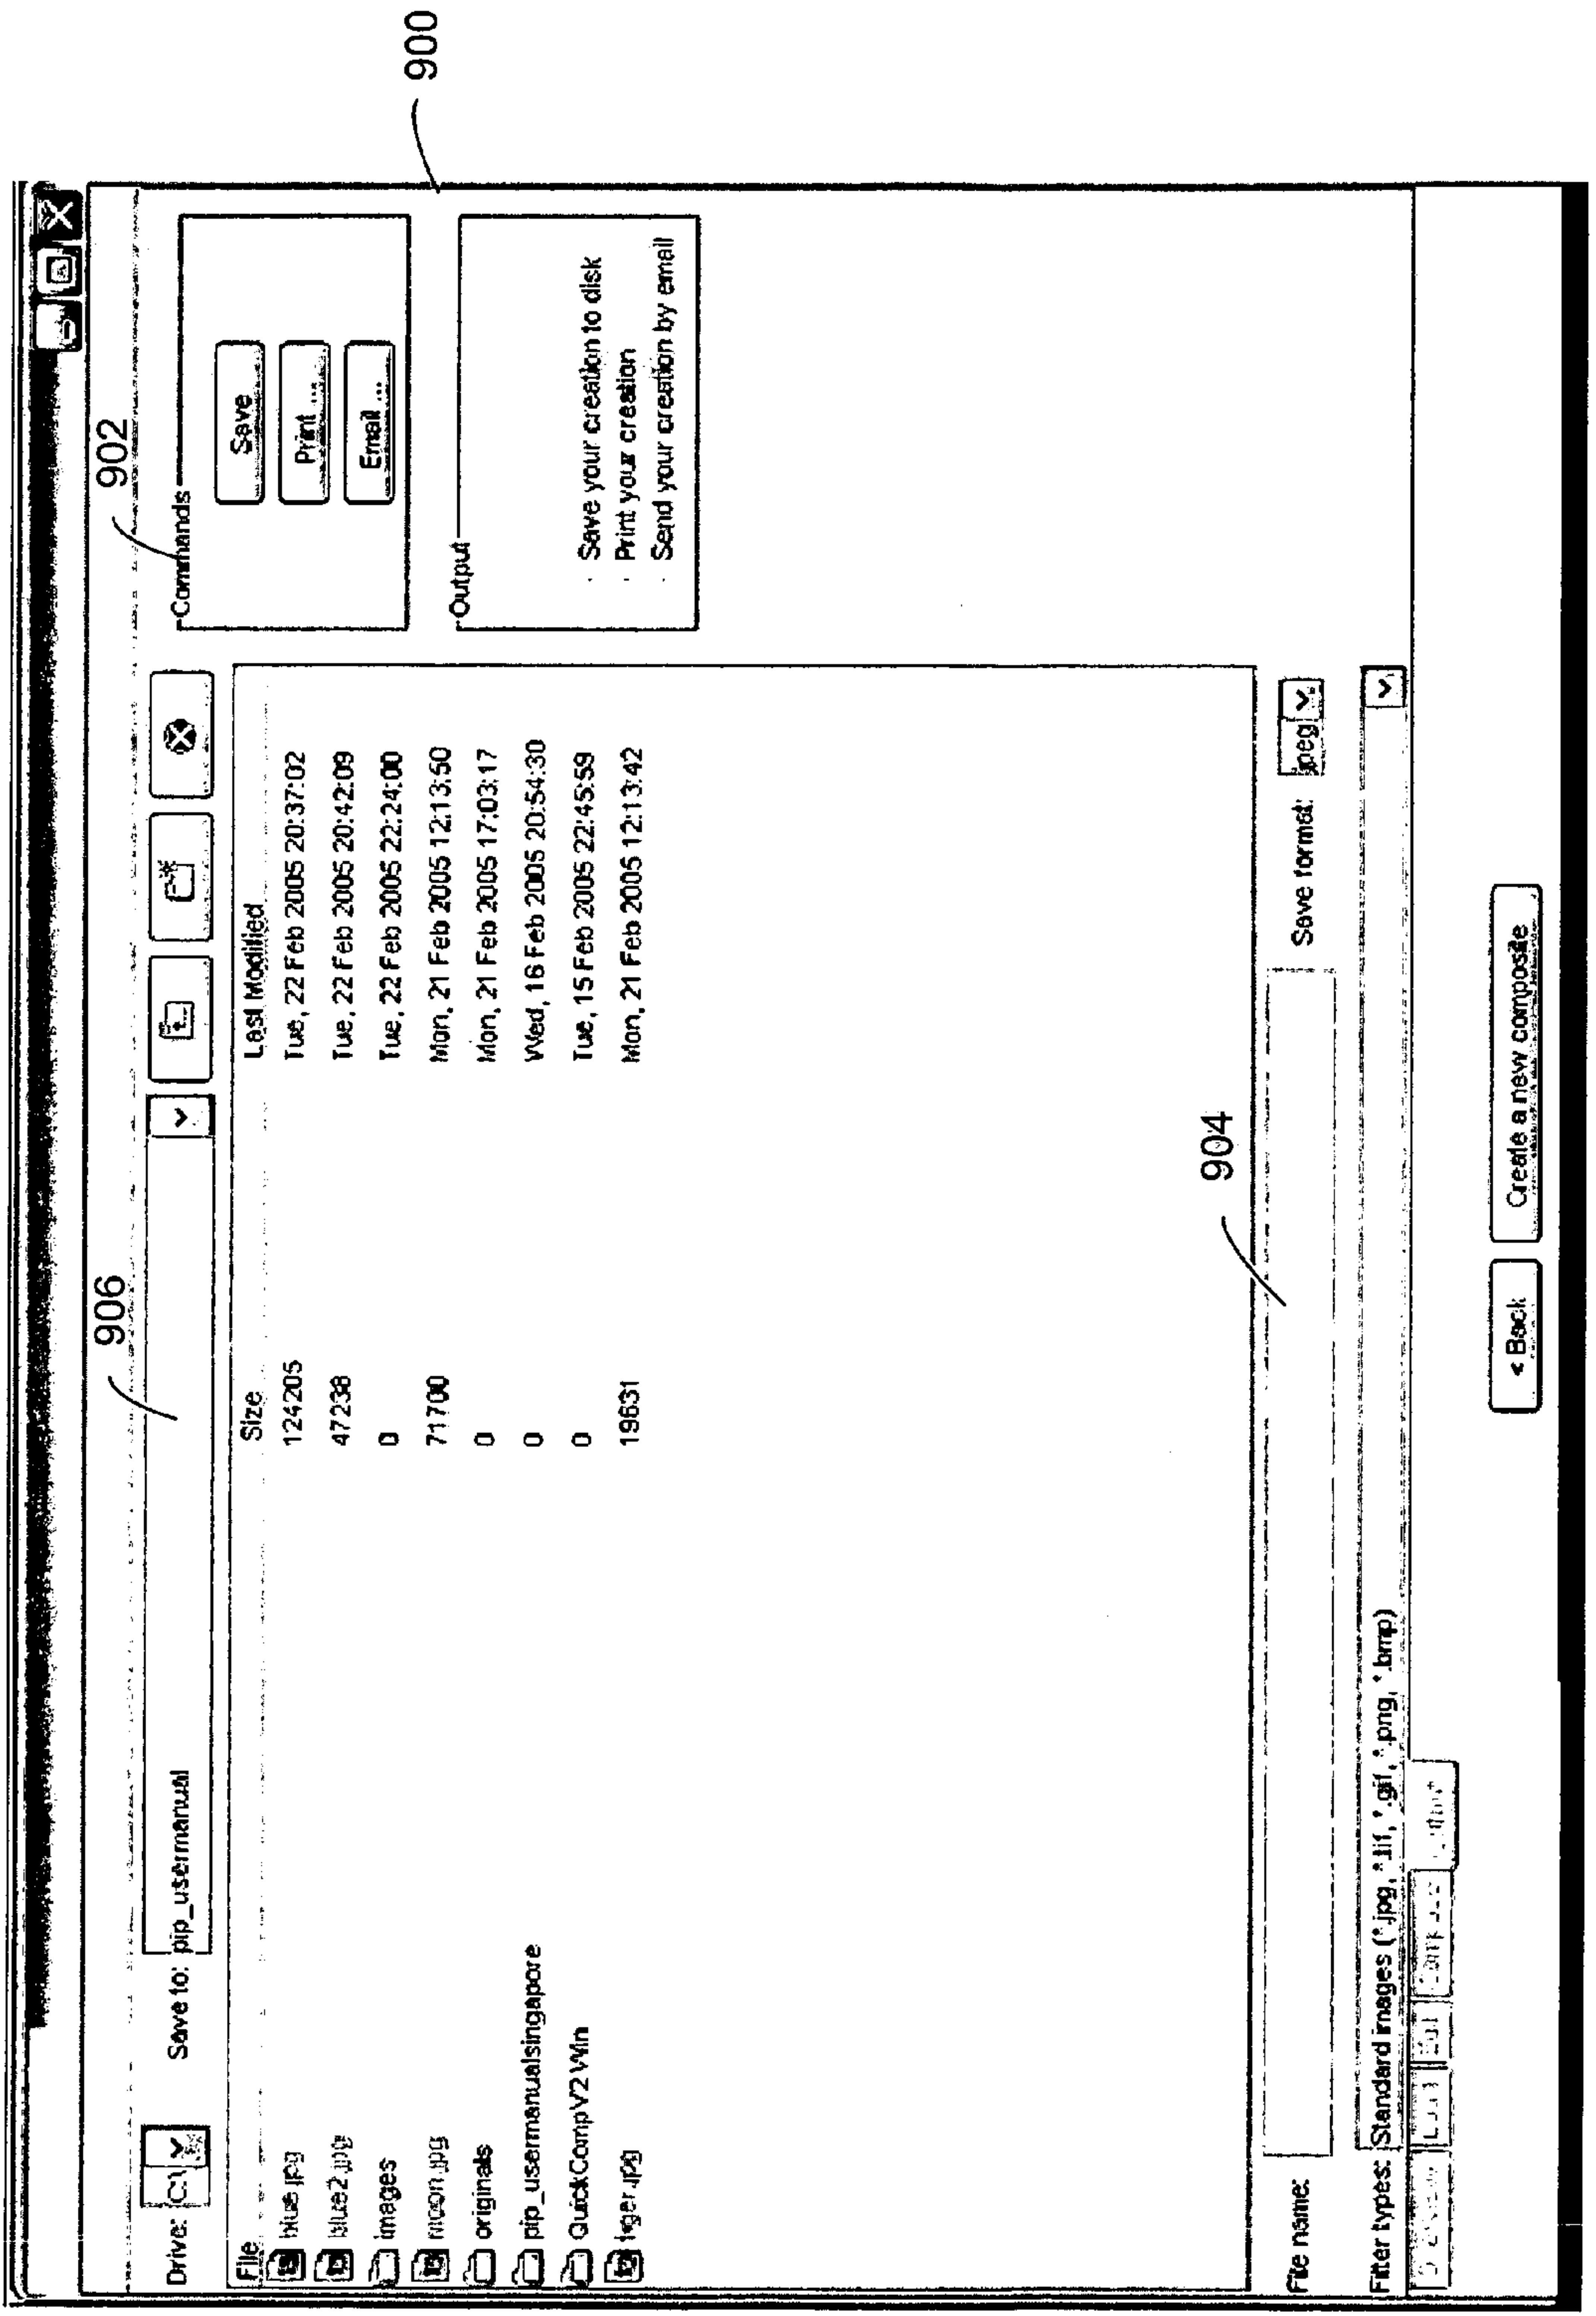 900
902
906
Drive: C:\ Save to: pip_usermanual
Commands
Save
Print ...
Email ...
Output
· Save your creation to disk
· Print your creation
· Send your creation by email
File Size Last Modified
blue.jpg 124205 Tue, 22 Feb 2005 20:37:02
blue2.jpg 47238 Tue, 22 Feb 2005 20:42:09
images 0 Tue, 22 Feb 2005 22:24:00
moon.jpg 71700 Mon, 21 Feb 2005 12:13:50
originals 0 Mon, 21 Feb 2005 17:03:17
pip_usermanualsingapore 0 Wed, 16 Feb 2005 20:54:30
QuickCompV2 Win 0 Tue, 15 Feb 2005 22:45:59
tiger.jpg 19631 Mon, 21 Feb 2005 12:13:42
904
File name: Save format: jpeg
Filter types: Standard images (*.jpg, *.tif, *.gif, *.png, *.bmp)
< Back Create a new composite